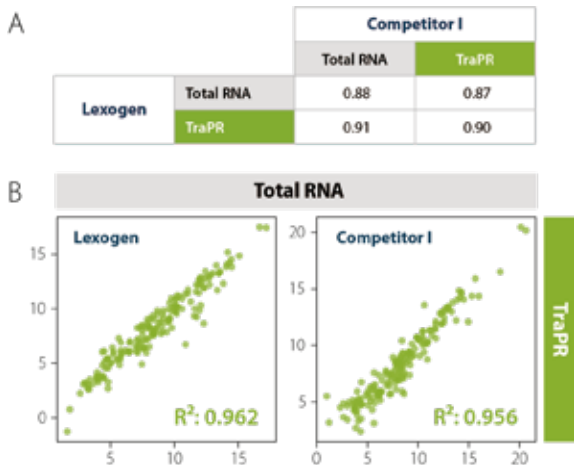 A
Competitor I
Total RNA TraPR
Lexogen
Total RNA 0.88 0.87
TraPR 0.91 0.90
B
Total RNA
Lexogen
Competitor I
15
10
5
0
R²: 0.962
5 10 15
20
15
10
5
R²: 0.956
0 5 10 15 20
TraPR